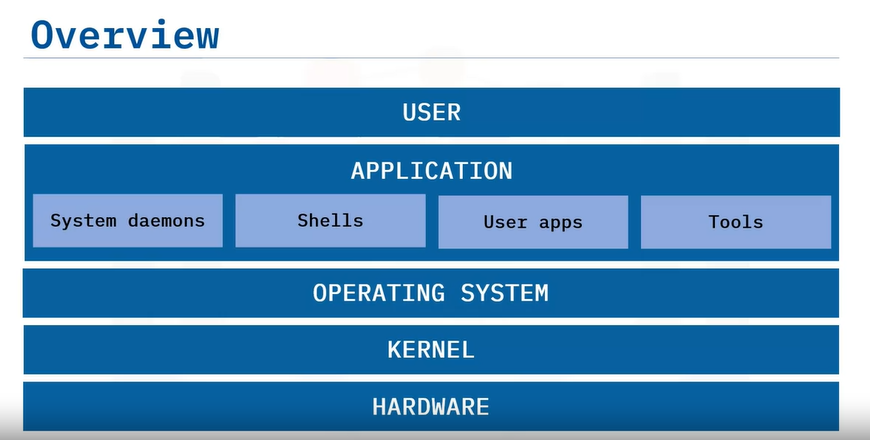 Overview
USER
APPLICATION
System daemons
Shells
User apps
Tools
OPERATING SYSTEM
KERNEL
HARDWARE